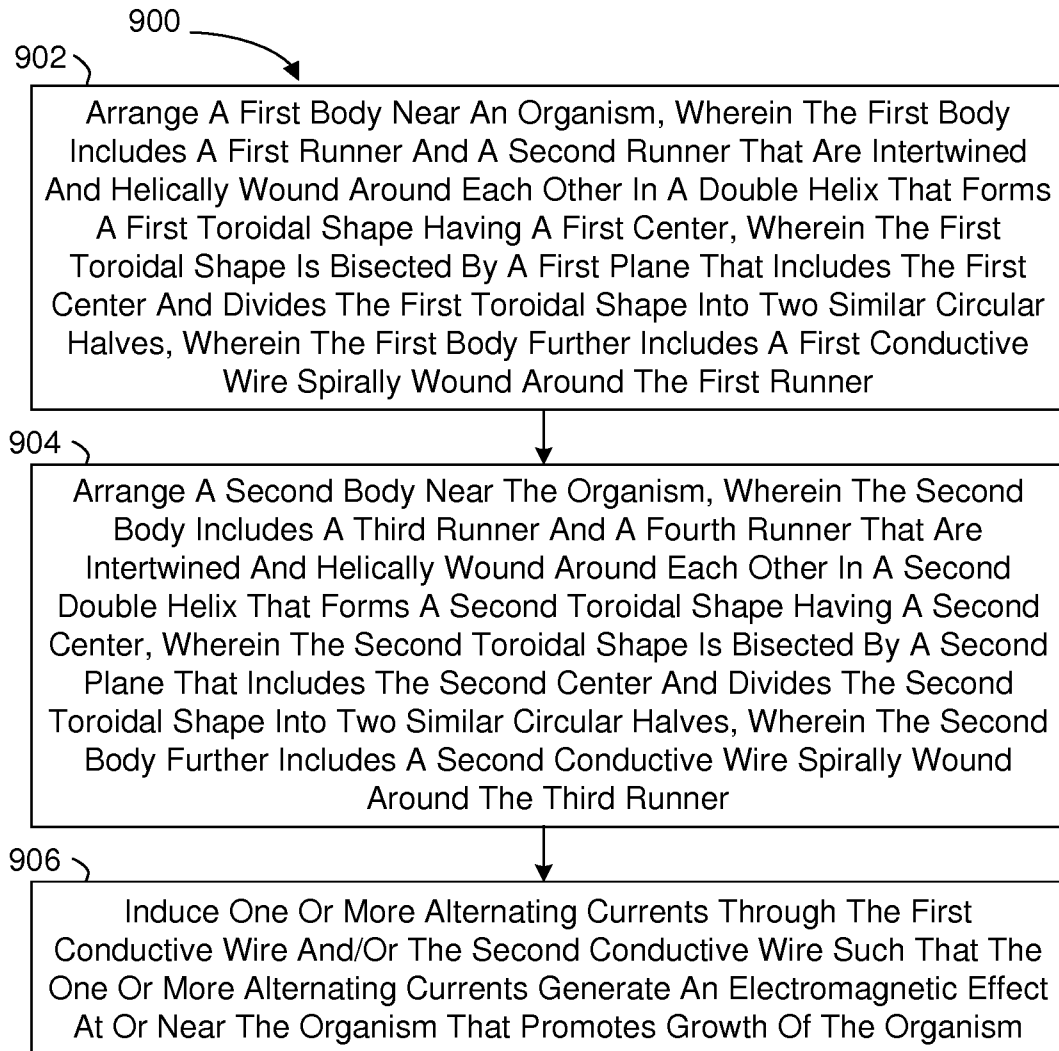 900
902
Arrange A First Body Near An Organism, Wherein The First Body
Includes A First Runner And A Second Runner That Are Intertwined
And Helically Wound Around Each Other In A Double Helix That Forms
A First Toroidal Shape Having A First Center, Wherein The First
Toroidal Shape Is Bisected By A First Plane That Includes The First
Center And Divides The First Toroidal Shape Into Two Similar Circular
Halves, Wherein The First Body Further Includes A First Conductive
Wire Spirally Wound Around The First Runner
904
Arrange A Second Body Near The Organism, Wherein The Second
Body Includes A Third Runner And A Fourth Runner That Are
Intertwined And Helically Wound Around Each Other In A Second
Double Helix That Forms A Second Toroidal Shape Having A Second
Center, Wherein The Second Toroidal Shape Is Bisected By A Second
Plane That Includes The Second Center And Divides The Second
Toroidal Shape Into Two Similar Circular Halves, Wherein The Second
Body Further Includes A Second Conductive Wire Spirally Wound
Around The Third Runner
906
Induce One Or More Alternating Currents Through The First
Conductive Wire And/Or The Second Conductive Wire Such That The
One Or More Alternating Currents Generate An Electromagnetic Effect
At Or Near The Organism That Promotes Growth Of The Organism